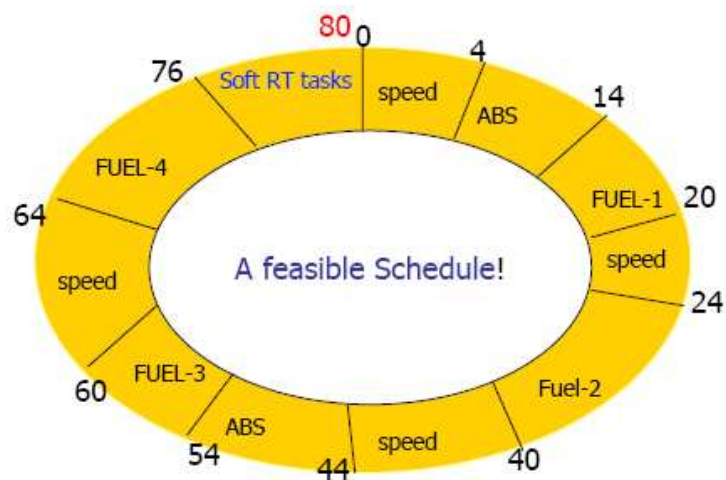 80
0
speed
4
ABS
14
FUEL-1
20
speed
24
Fuel-2
40
speed
44
ABS
54
FUEL-3
60
speed
64
FUEL-4
76
Soft RT tasks
A feasible Schedule!